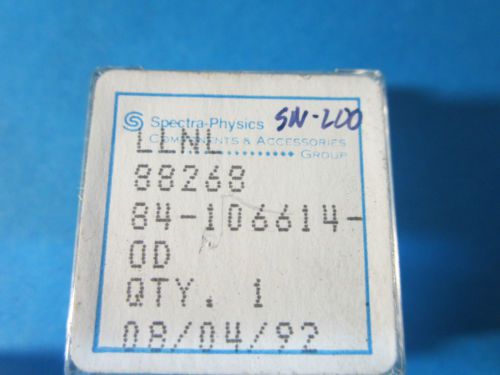 Spectra-Physics SN-200
COMPONENTS & ACCESSORIES
LLNL
GROUP
88268
84-106614-
OD
QTY. 1
08/04/92